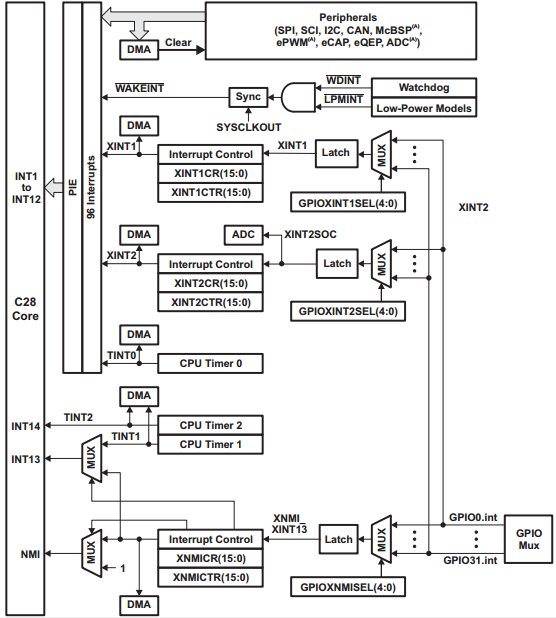 Peripherals
(SPI, SCI, I2C, CAN, McBSP(A),
ePWM(A), eCAP, eQEP, ADC(A))
DMA
Clear
WAKEINT
Sync
WDINT
Watchdog
LPMINT
Low-Power Models
SYSCLKOUT
DMA
XINT1
Interrupt Control
XINT1
Latch
MUX
XINT1CR(15:0)
XINT1CTR(15:0)
GPIOXINT1SEL(4:0)
INT1
to
INT12
PIE
96 Interrupts
XINT2
DMA
ADC
XINT2SOC
XINT2
Interrupt Control
Latch
MUX
XINT2CR(15:0)
XINT2CTR(15:0)
GPIOXINT2SEL(4:0)
C28
Core
DMA
TINT0
CPU Timer 0
DMA
TINT2
INT14
CPU Timer 2
TINT1
CPU Timer 1
INT13
MUX
XNMI_
XINT13
GPIO0.int
GPIO
Mux
NMI
MUX
1
Interrupt Control
Latch
MUX
XNMICR(15:0)
XNMICTR(15:0)
GPIO31.int
GPIOXNMISEL(4:0)
DMA